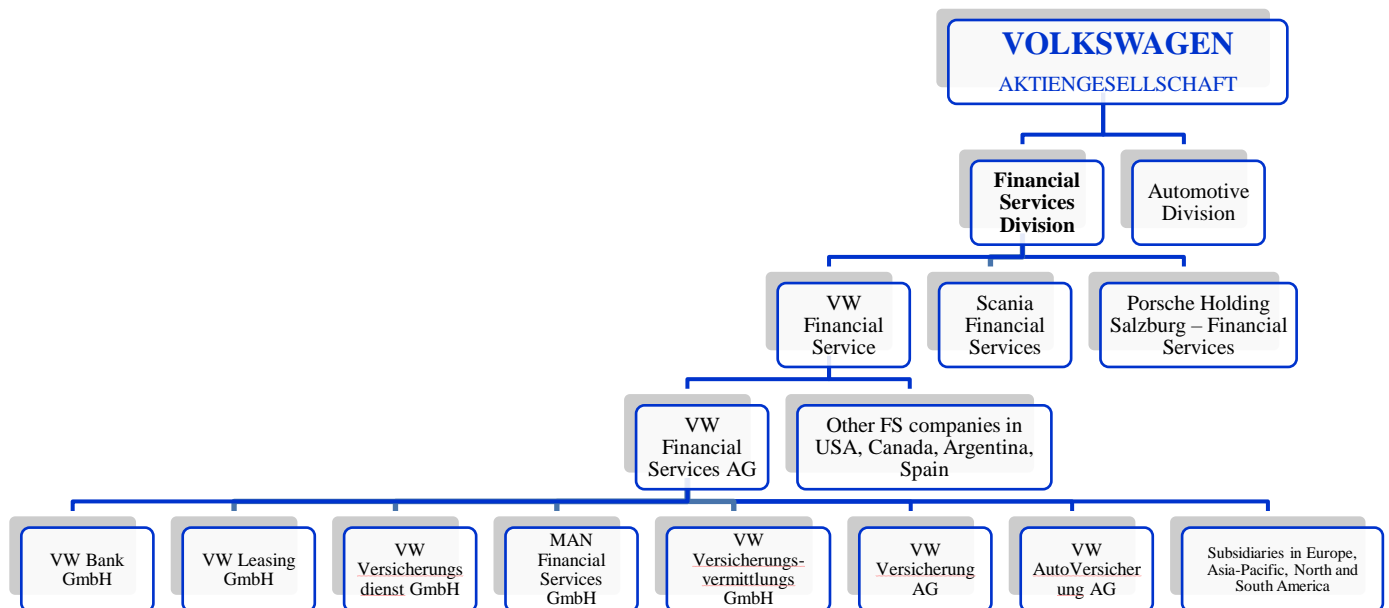 VOLKSWAGEN
AKTIENGESELLSCHAFT
Financial
Services
Division
Automotive
Division
VW
Financial
Service
Scania
Financial
Services
Porsche Holding
Salzburg – Financial
Services
VW
Financial
Services AG
Other FS companies in
USA, Canada, Argentina,
Spain
VW Bank
GmbH
VW Leasing
GmbH
VW
Versicherungs
dienst GmbH
MAN
Financial
Services
GmbH
VW
Versicherungs-
vermittlungs
GmbH
VW
Versicherung
AG
VW
AutoVersicher
ung AG
Subsidiaries in Europe,
Asia-Pacific, North and
South America